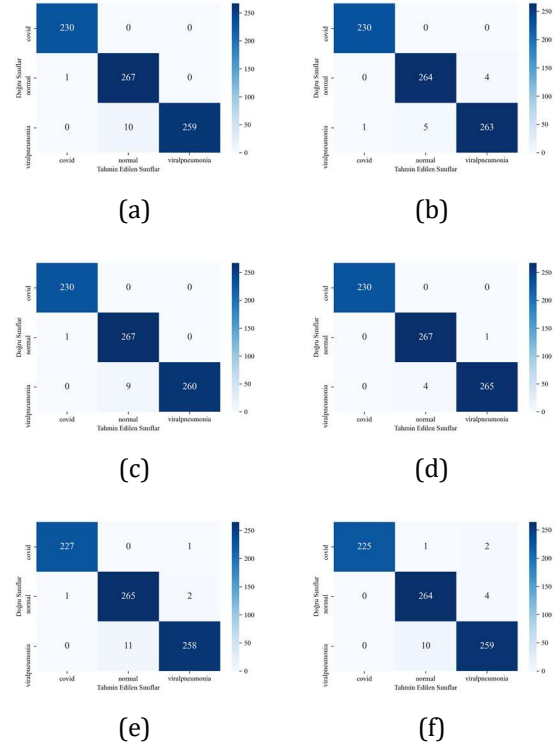 covid 230 0 0 250
200
Doğru Sınıflar
normal 1 267 0 150
100
viralpneumonia 0 10 259 50
0
covid normal viralpneumonia
Tahmin Edilen Sınıflar
(a)
covid 230 0 0 250
200
Doğru Sınıflar
normal 0 264 4 150
100
viralpneumonia 1 5 263 50
0
covid normal viralpneumonia
Tahmin Edilen Sınıflar
(b)
covid 230 0 0 250
200
Doğru Sınıflar
normal 1 267 0 150
100
viralpneumonia 0 9 260 50
0
covid normal viralpneumonia
Tahmin Edilen Sınıflar
(c)
covid 230 0 0 250
200
Doğru Sınıflar
normal 0 267 1 150
100
viralpneumonia 0 4 265 50
0
covid normal viralpneumonia
Tahmin Edilen Sınıflar
(d)
covid 227 0 1 250
200
Doğru Sınıflar
normal 1 265 2 150
100
viralpneumonia 0 11 258 50
0
covid normal viralpneumonia
Tahmin Edilen Sınıflar
(e)
covid 225 1 2 250
200
Doğru Sınıflar
normal 0 264 4 150
100
viralpneumonia 0 10 259 50
0
covid normal viralpneumonia
Tahmin Edilen Sınıflar
(f)